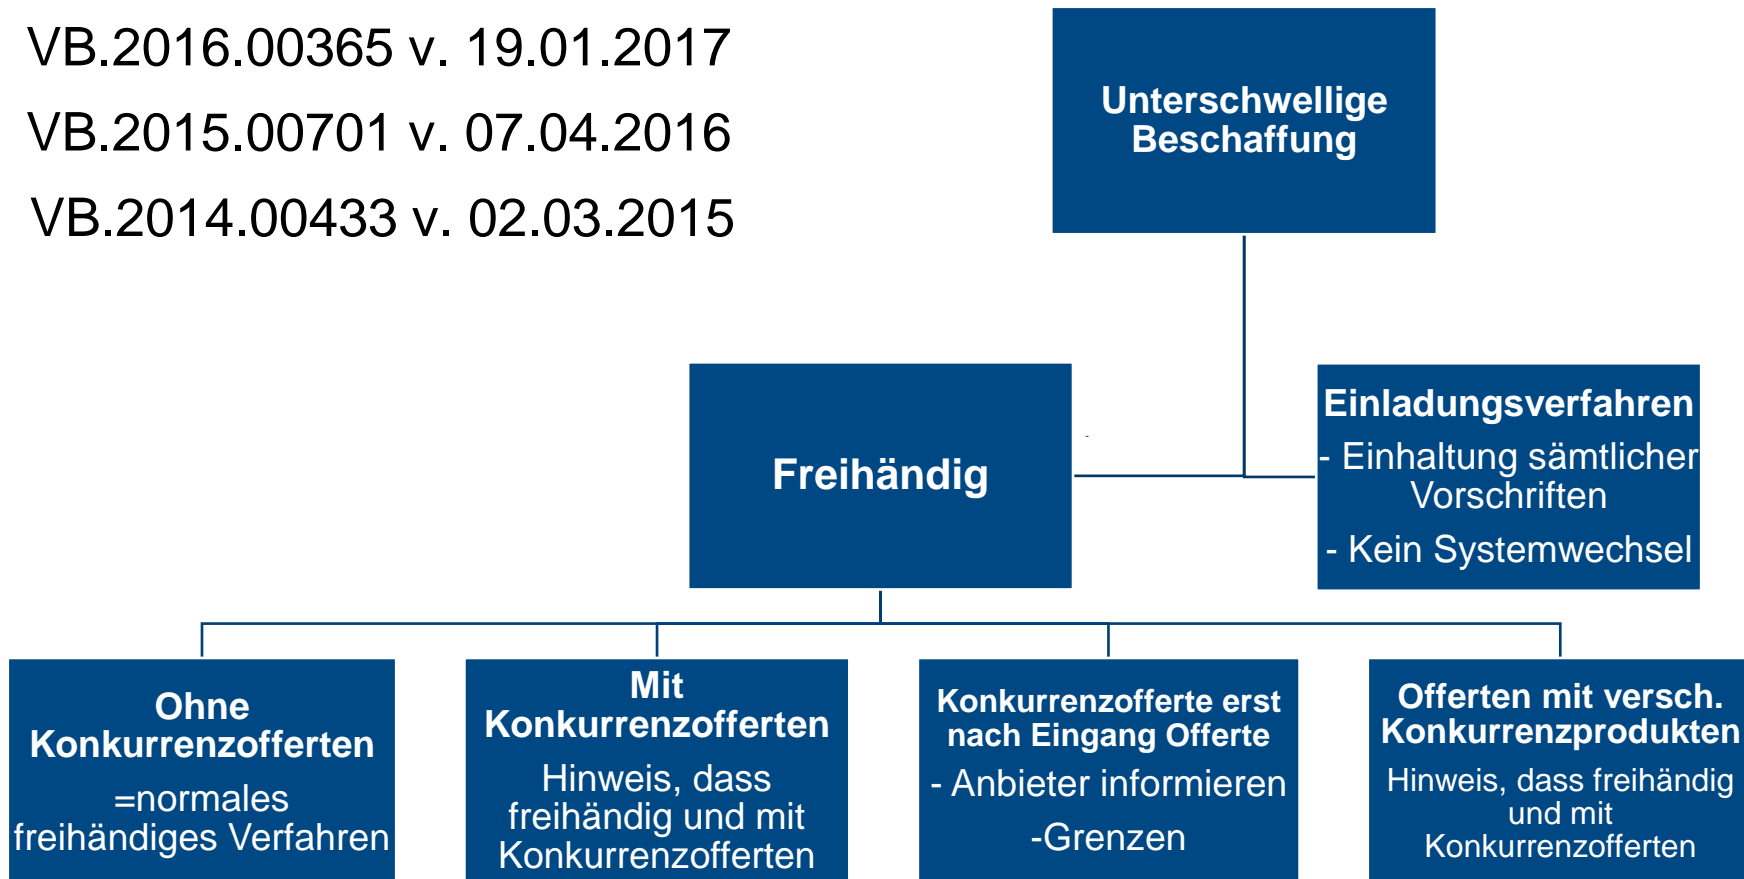 VB.2016.00365 v. 19.01.2017
VB.2015.00701 v. 07.04.2016
VB.2014.00433 v. 02.03.2015
Unterschwellige
Beschaffung
Freihändig
-
Einladungsverfahren
- Einhaltung sämtlicher
Vorschriften
- Kein Systemwechsel
Ohne
Konkurrenzofferten
=normales
freihändiges Verfahren
Mit
Konkurrenzofferten
Hinweis, dass
freihändig und mit
Konkurrenzofferten
Konkurrenzofferte erst
nach Eingang Offerte
- Anbieter informieren
-Grenzen
Offerten mit versch.
Konkurrenzprodukten
Hinweis, dass freihändig
und mit
Konkurrenzofferten